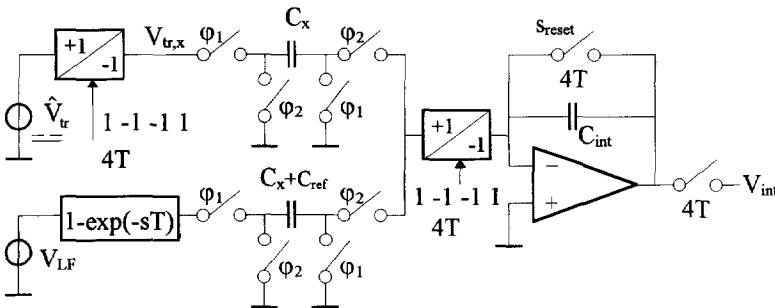 +1
-1
V_tr,x
φ1
C_x
φ2
φ2
φ1
V̂_tr
1 -1 -1 1
4T
s_reset
4T
C_int
+1
-1
1 -1 -1 1
4T
−
+
4T
V_int
C_x+C_ref
1-exp(-sT)
φ1
φ2
φ2
φ1
V_LF